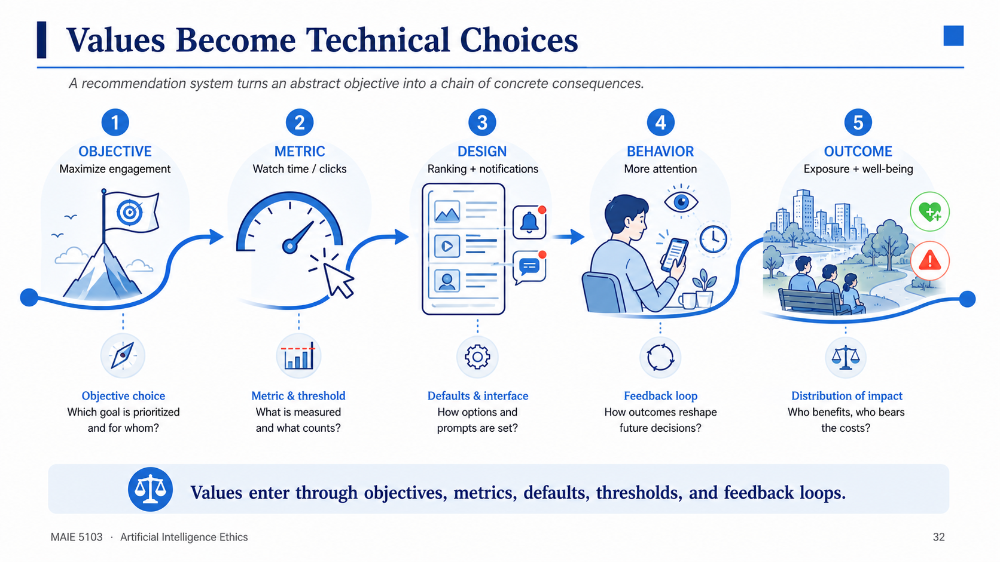 Values Become Technical Choices
A recommendation system turns an abstract objective into a chain of concrete consequences.
1
OBJECTIVE
Maximize engagement
2
METRIC
Watch time / clicks
3
DESIGN
Ranking + notifications
4
BEHAVIOR
More attention
5
OUTCOME
Exposure + well-being
Objective choice
Which goal is prioritized
and for whom?
Metric & threshold
What is measured
and what counts?
Defaults & interface
How options and
prompts are set?
Feedback loop
How outcomes reshape
future decisions?
Distribution of impact
Who benefits, who bears
the costs?
Values enter through objectives, metrics, defaults, thresholds, and feedback loops.
MAIE 5103 · Artificial Intelligence Ethics
32